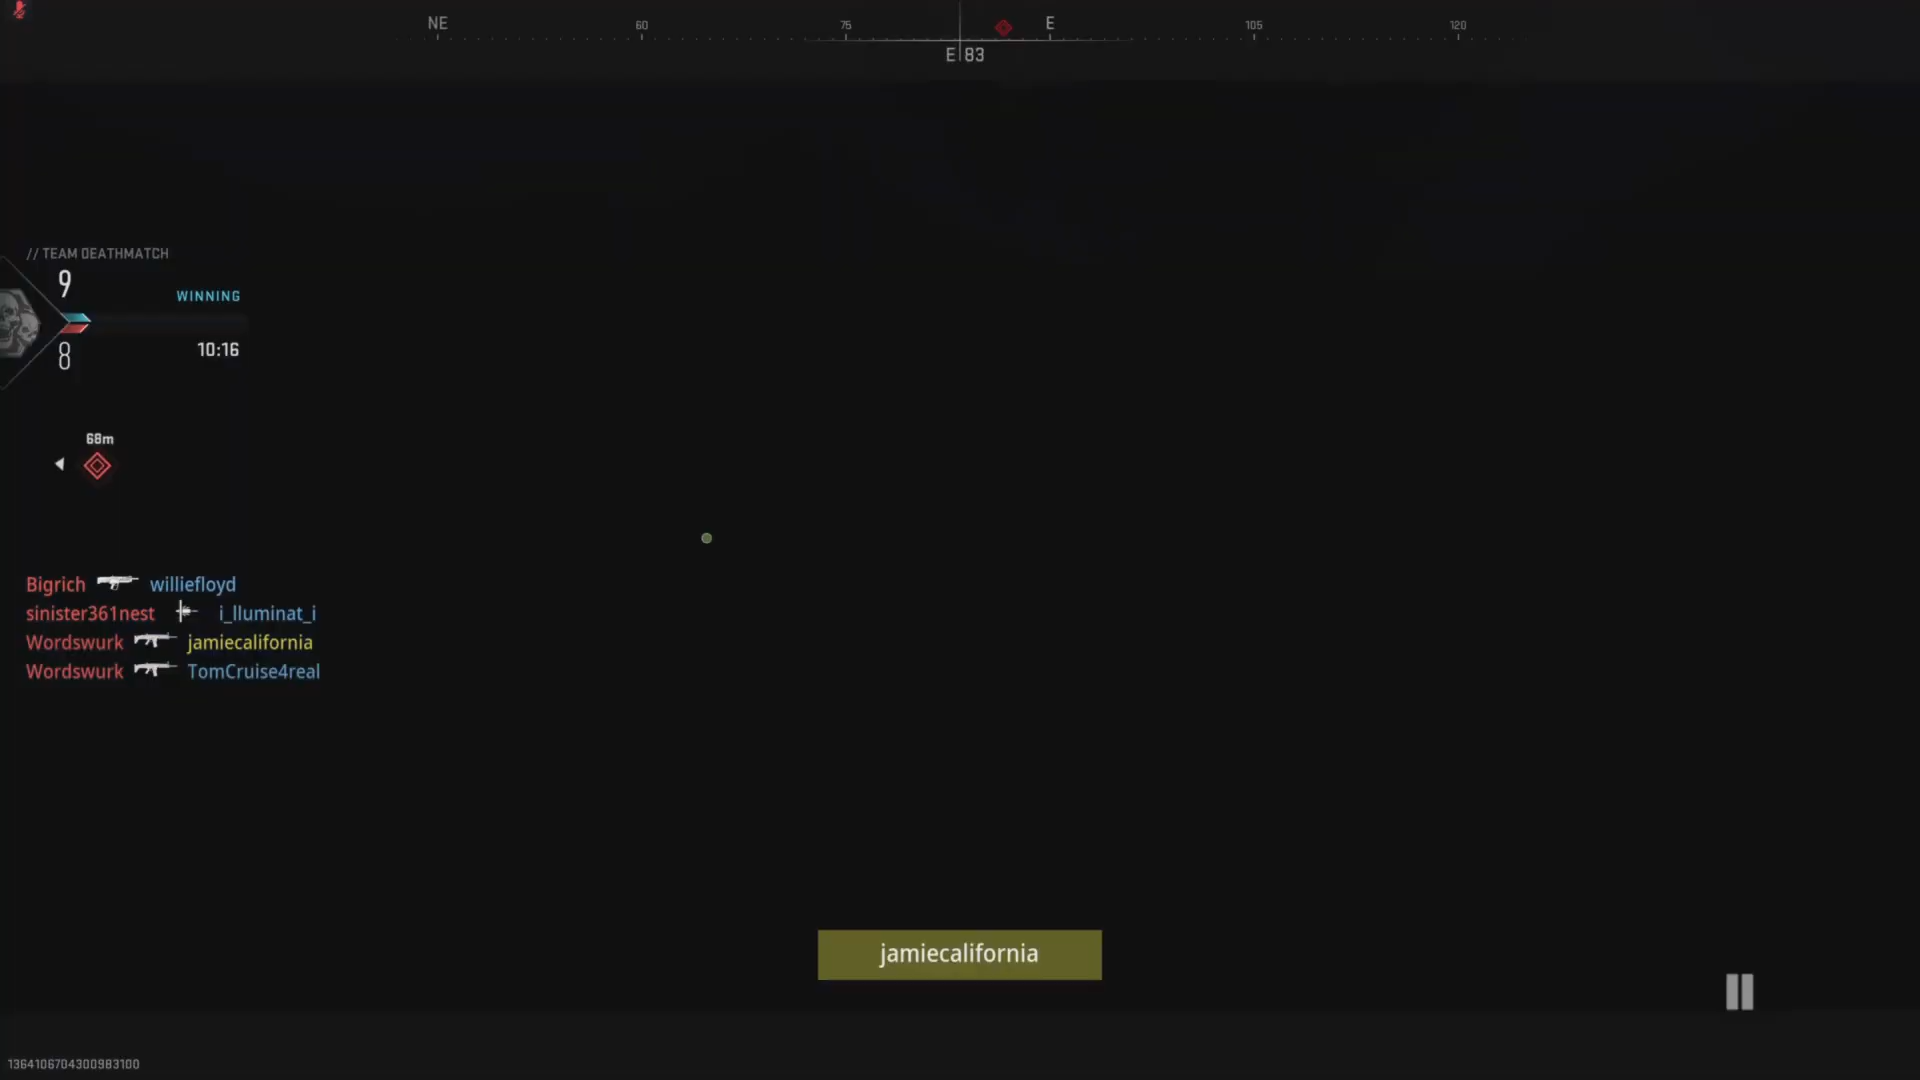 NE 60 75 E 105 120
E 83
// TEAM DEATHMATCH
9
WINNING
8
10:16
68m
Bigrich williefloyd
sinister361nest i_lluminat_i
Wordswurk jamiecalifornia
Wordswurk TomCruise4real
jamiecalifornia
1364106704300983100